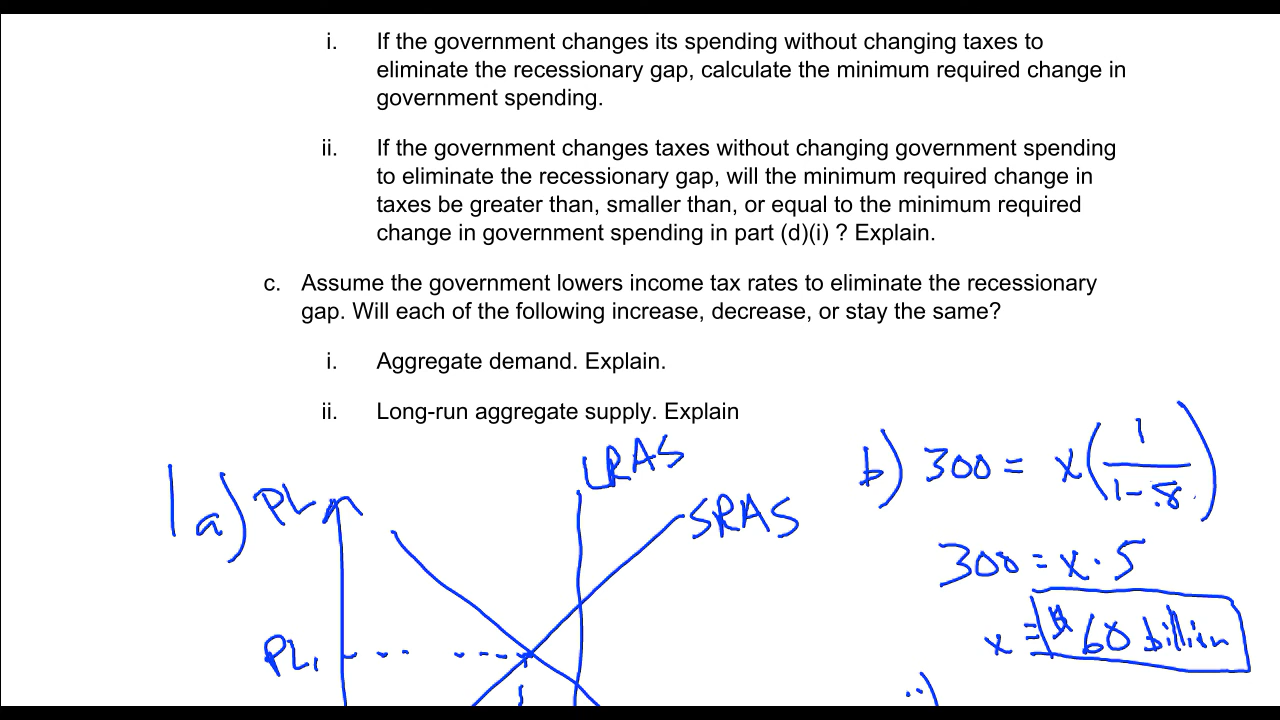 i. If the government changes its spending without changing taxes to
eliminate the recessionary gap, calculate the minimum required change in
government spending.
ii. If the government changes taxes without changing government spending
to eliminate the recessionary gap, will the minimum required change in
taxes be greater than, smaller than, or equal to the minimum required
change in government spending in part (d)(i) ? Explain.
c. Assume the government lowers income tax rates to eliminate the recessionary
gap. Will each of the following increase, decrease, or stay the same?
i. Aggregate demand. Explain.
ii. Long-run aggregate supply. Explain
1a) PL
LRAS
SRAS
PL1
b) 300 = x(1/1-.8)
300 = x · 5
x = $60 billion
ii)